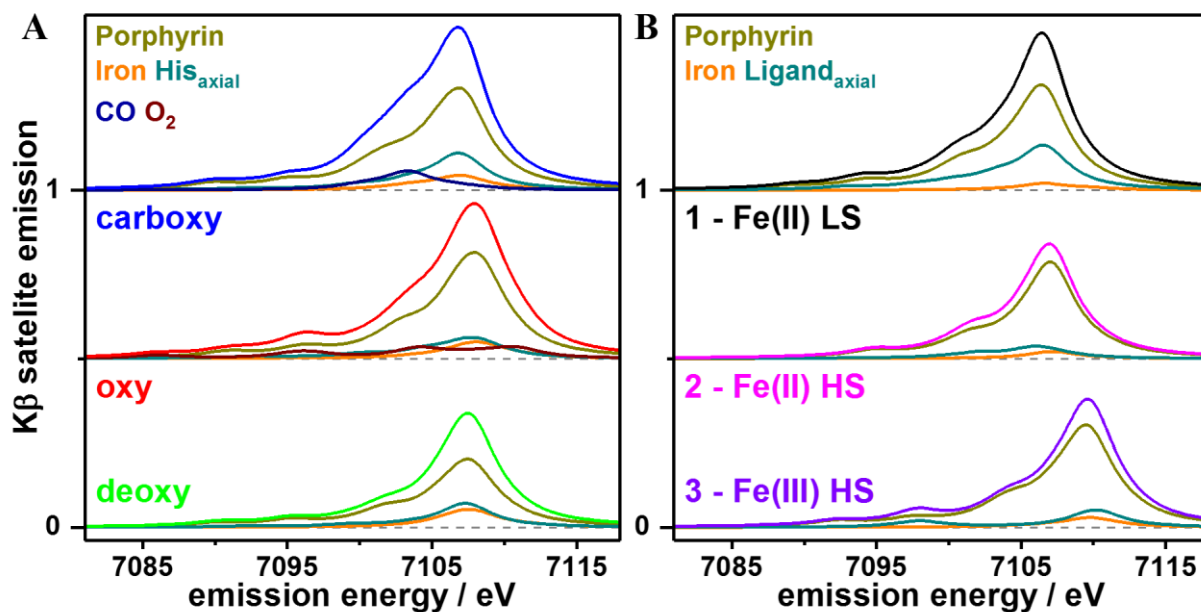 A
Porphyrin
Iron His_axial
CO O₂
1
carboxy
oxy
deoxy
0
Kβ satelite emission
7085 7095 7105 7115
emission energy / eV
B
Porphyrin
Iron Ligand_axial
1
1 - Fe(II) LS
2 - Fe(II) HS
3 - Fe(III) HS
0
7085 7095 7105 7115
emission energy / eV